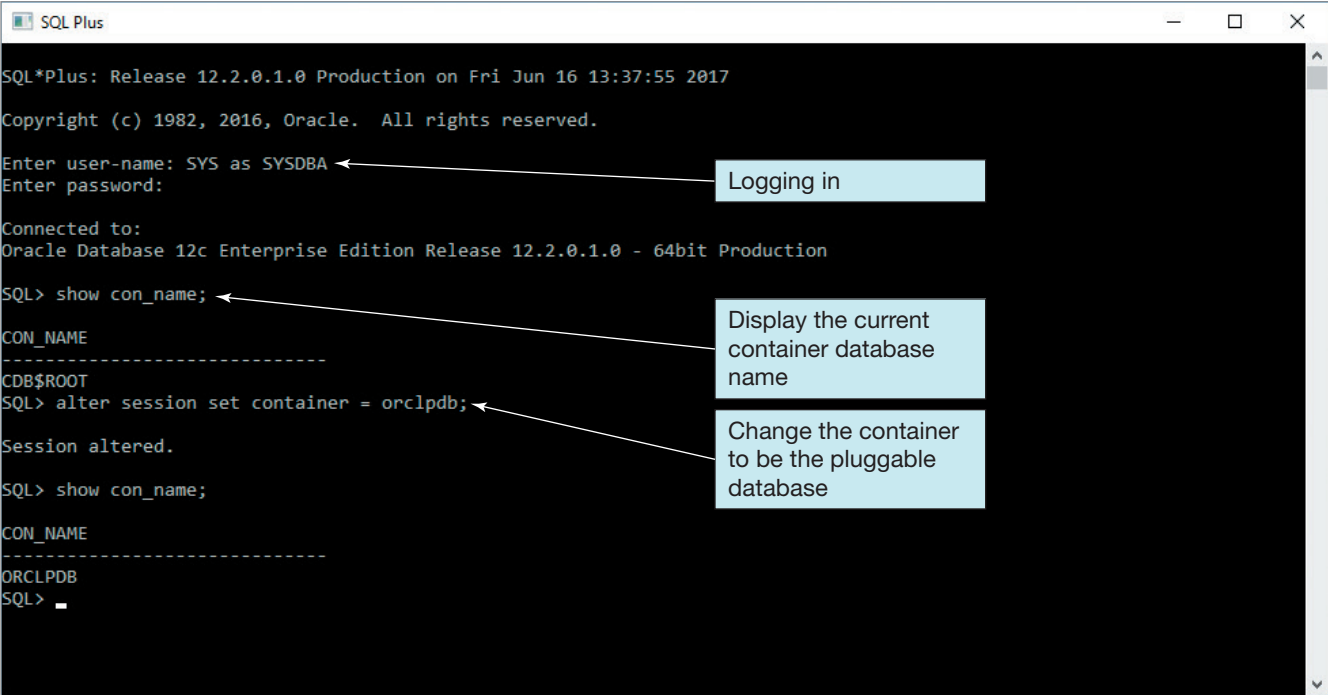 SQL Plus
SQL*Plus: Release 12.2.0.1.0 Production on Fri Jun 16 13:37:55 2017
Copyright (c) 1982, 2016, Oracle.  All rights reserved.
Enter user-name: SYS as SYSDBA
Logging in
Enter password:
Connected to:
Oracle Database 12c Enterprise Edition Release 12.2.0.1.0 - 64bit Production
SQL> show con_name;
Display the current
container database
name
CON_NAME
------------------------------
CDB$ROOT
SQL> alter session set container = orclpdb;
Change the container
to be the pluggable
database
Session altered.
SQL> show con_name;
CON_NAME
------------------------------
ORCLPDB
SQL> _